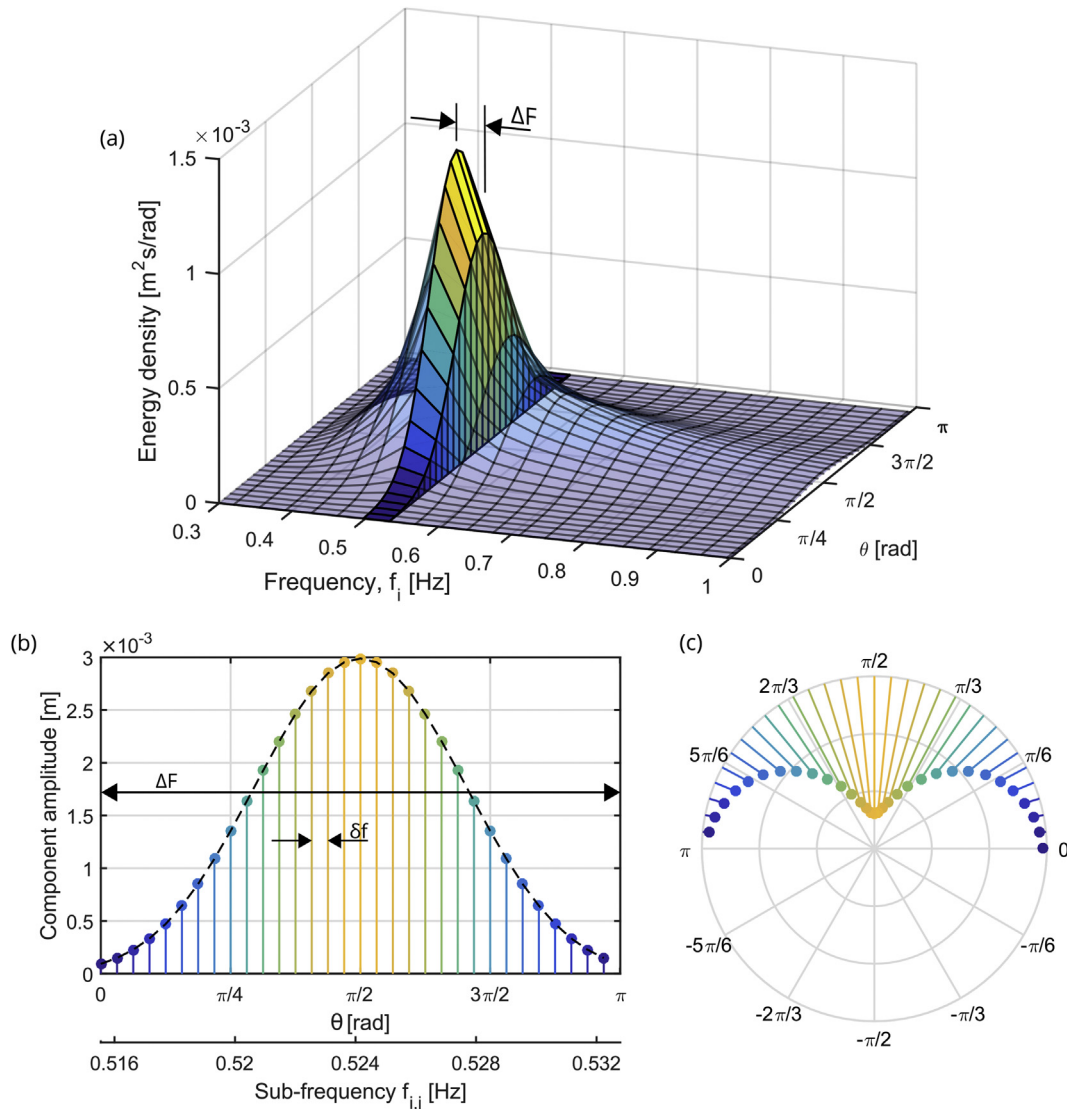 (a)
×10⁻³
ΔF
1.5
1
0.5
0
Energy density [m²s/rad]
0.3
0.4
0.5
0.6
0.7
0.8
0.9
1
Frequency, fᵢ [Hz]
0
π/4
π/2
3π/2
π
θ [rad]
(b)
×10⁻³
3
2.5
2
1.5
1
0.5
0
Component amplitude [m]
ΔF
δf
0
π/4
π/2
3π/2
π
θ [rad]
0.516
0.52
0.524
0.528
0.532
Sub-frequency fᵢ,ⱼ [Hz]
(c)
π/2
2π/3
π/3
5π/6
π/6
π
0
-5π/6
-π/6
-2π/3
-π/3
-π/2